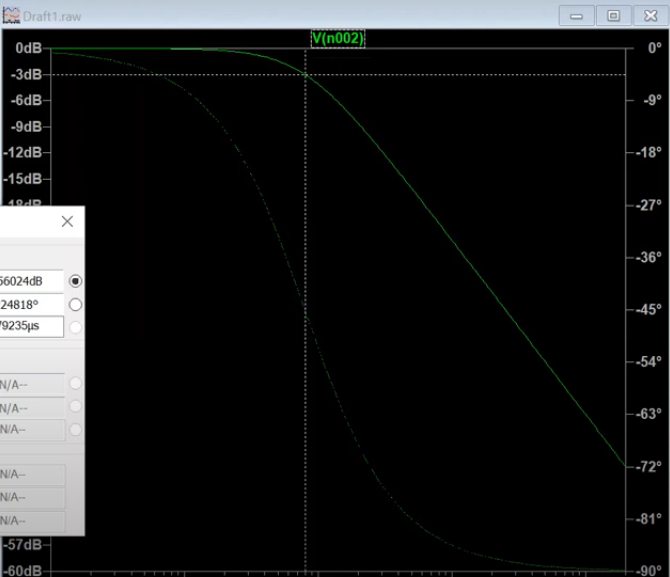 Draft1.raw
V(n002)
0dB 0°
-3dB
-6dB -9°
-9dB
-12dB -18°
-15dB
-18dB -27°
56024dB -36°
24818°
79235µs -45°
-54°
N/A--
N/A-- -63°
N/A--
N/A-- -72°
N/A--
N/A-- -81°
-57dB
-60dB -90°